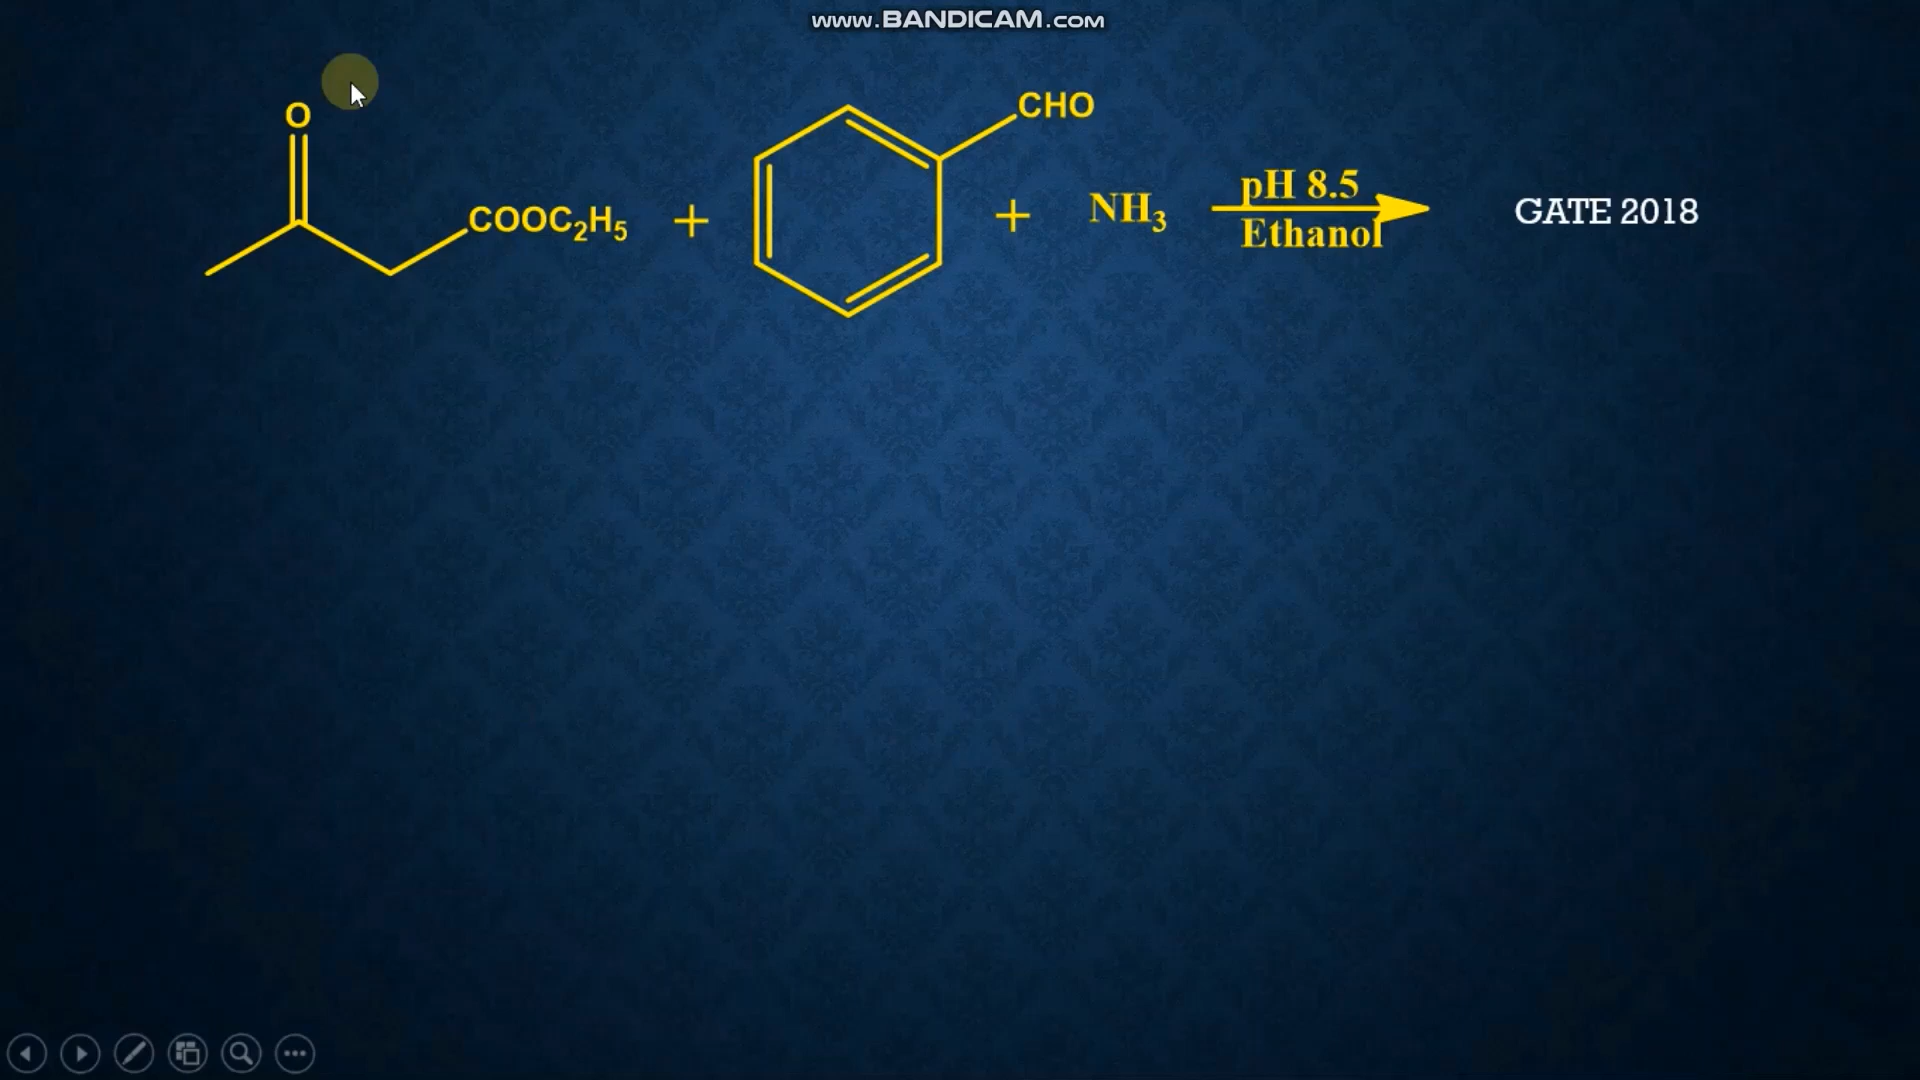 www.BANDICAM.com
O
COOC₂H₅
+
CHO
+
NH₃
pH 8.5
Ethanol
GATE 2018